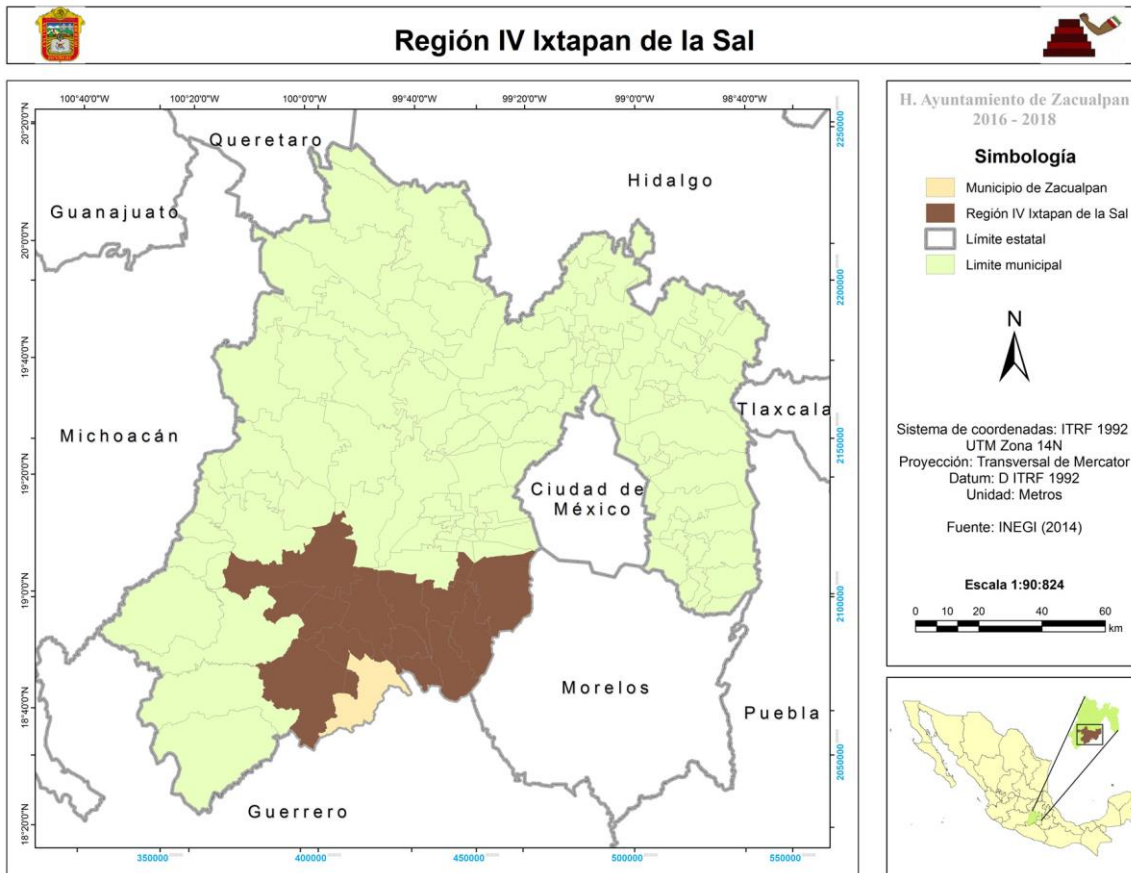 Región IV Ixtapan de la Sal
100°40'0"W 100°20'0"W 100°0'0"W 99°40'0"W 99°20'0"W 99°0'0"W 98°40'0"W
20°20'0"N
20°0'0"N
19°40'0"N
19°20'0"N
19°0'0"N
18°40'0"N
18°20'0"N
Queretaro
Hidalgo
Guanajuato
Michoacán
Tlaxcala
Ciudad de
México
Morelos
Puebla
Guerrero
2250000
2200000
2150000
2100000
2050000
350000 400000 450000 500000 550000
H. Ayuntamiento de Zacualpan
2016 - 2018
Simbología
Municipio de Zacualpan
Región IV Ixtapan de la Sal
Límite estatal
Limite municipal
N
Sistema de coordenadas: ITRF 1992
UTM Zona 14N
Proyección: Transversal de Mercator
Datum: D ITRF 1992
Unidad: Metros
Fuente: INEGI (2014)
Escala 1:90:824
0 10 20 40 60
km